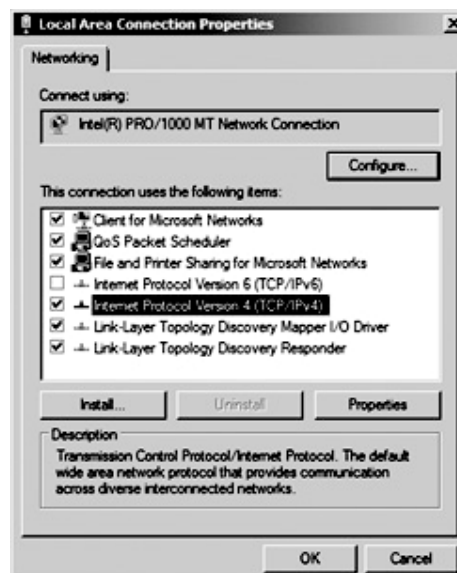 Local Area Connection Properties
Networking
Connect using:
Intel(R) PRO/1000 MT Network Connection
Configure...
This connection uses the following items:
Client for Microsoft Networks
QoS Packet Scheduler
File and Printer Sharing for Microsoft Networks
Internet Protocol Version 6 (TCP/IPv6)
Internet Protocol Version 4 (TCP/IPv4)
Link-Layer Topology Discovery Mapper I/O Driver
Link-Layer Topology Discovery Responder
Install...
Uninstall
Properties
Description
Transmission Control Protocol/Internet Protocol. The default
wide area network protocol that provides communication
across diverse interconnected networks.
OK
Cancel